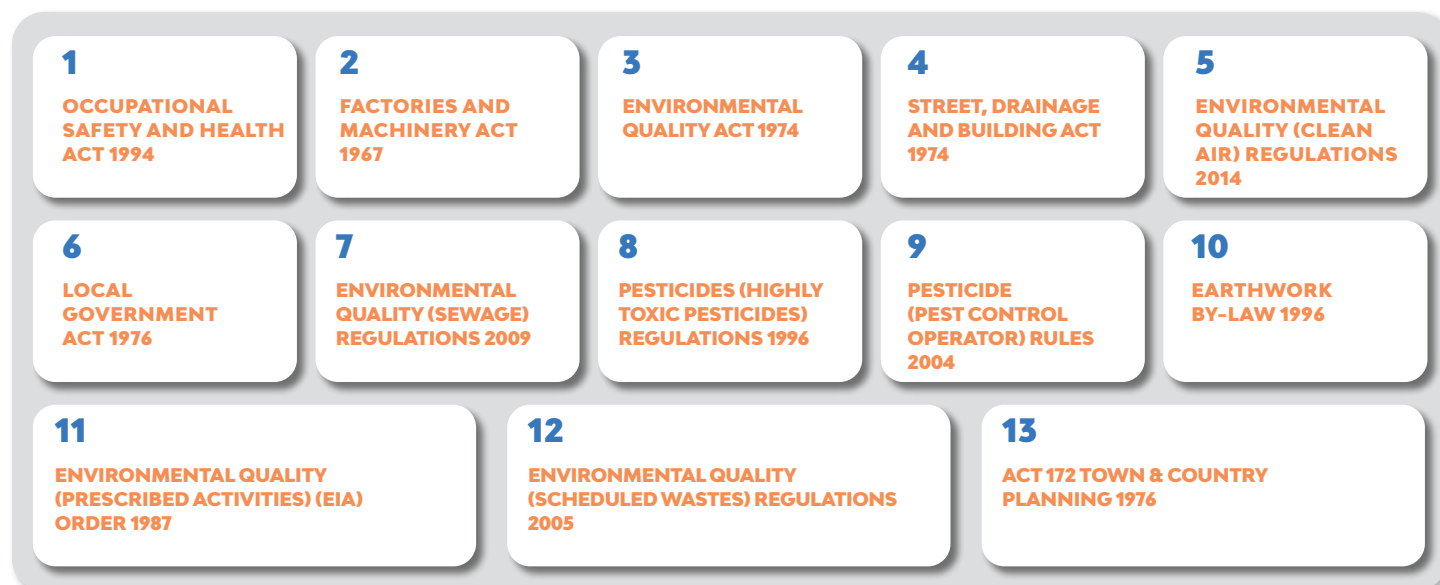 1
OCCUPATIONAL
SAFETY AND HEALTH
ACT 1994
2
FACTORIES AND
MACHINERY ACT
1967
3
ENVIRONMENTAL
QUALITY ACT 1974
4
STREET, DRAINAGE
AND BUILDING ACT
1974
5
ENVIRONMENTAL
QUALITY (CLEAN
AIR) REGULATIONS
2014
6
LOCAL
GOVERNMENT
ACT 1976
7
ENVIRONMENTAL
QUALITY (SEWAGE)
REGULATIONS 2009
8
PESTICIDES (HIGHLY
TOXIC PESTICIDES)
REGULATIONS 1996
9
PESTICIDE
(PEST CONTROL
OPERATOR) RULES
2004
10
EARTHWORK
BY-LAW 1996
11
ENVIRONMENTAL QUALITY
(PRESCRIBED ACTIVITIES) (EIA)
ORDER 1987
12
ENVIRONMENTAL QUALITY
(SCHEDULED WASTES) REGULATIONS
2005
13
ACT 172 TOWN & COUNTRY
PLANNING 1976